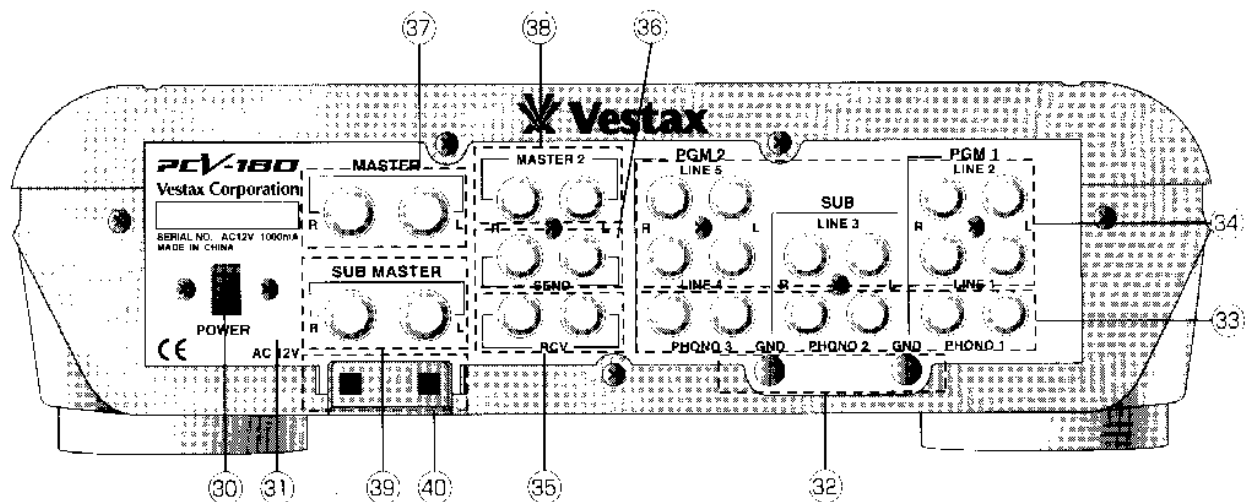 37 38 36
Vestax
PCV-180
Vestax Corporation
SERIAL NO. AC12V 1000mA
MADE IN CHINA
POWER
CE
AC 12V
MASTER
R L
SUB MASTER
R L
MASTER 2
R L
SEND
RCV
PGM 2
LINE 5
R L
LINE 4
PHONO 3
GND
SUB
LINE 3
R L
PHONO 2
GND
PGM 1
LINE 2
R L
LINE 1
PHONO 1
34
33
30 31 39 40 35 32